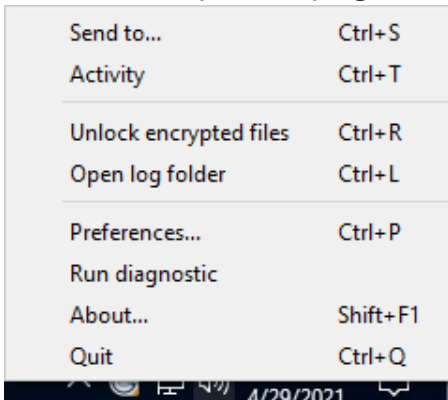 Send to... Ctrl+S
Activity Ctrl+T
Unlock encrypted files Ctrl+R
Open log folder Ctrl+L
Preferences... Ctrl+P
Run diagnostic
About... Shift+F1
Quit Ctrl+Q
4/29/2021